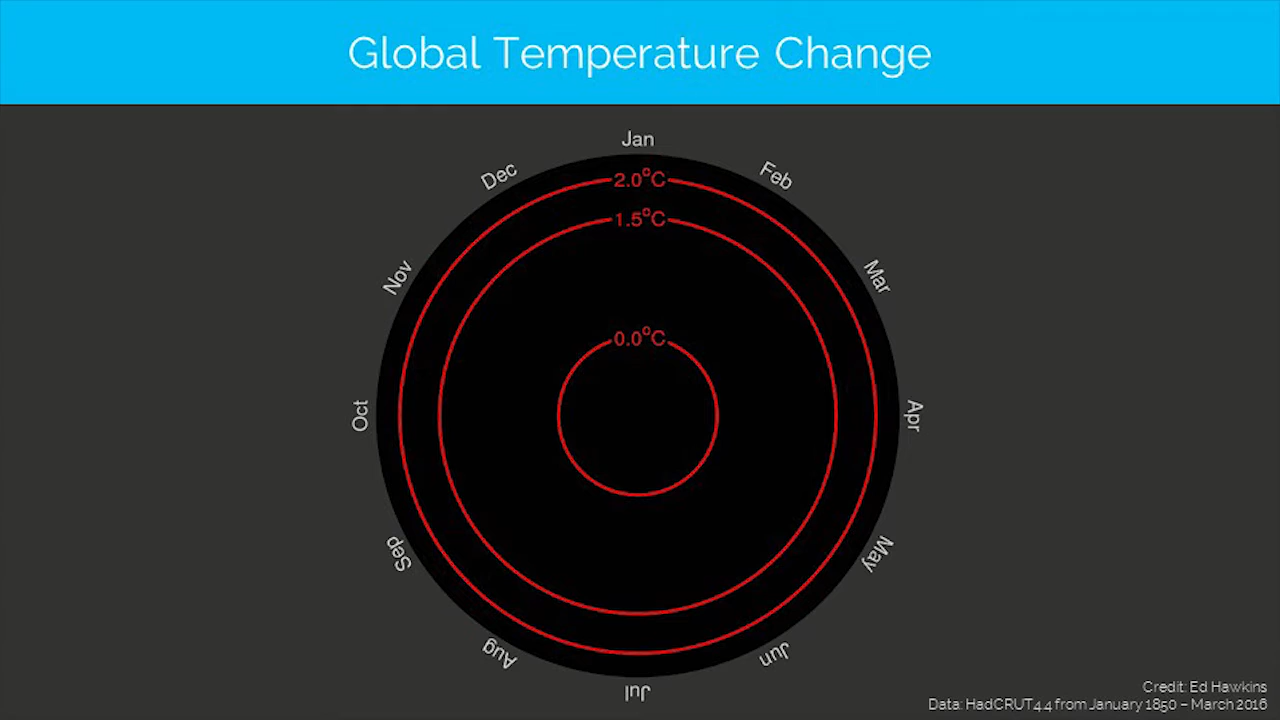 Global Temperature Change
Jan
Feb
Mar
Apr
May
Jun
Jul
Aug
Sep
Oct
Nov
Dec
2.0°C
1.5°C
0.0°C
Credit: Ed Hawkins
Data: HadCRUT4.4 from January 1850 – March 2016